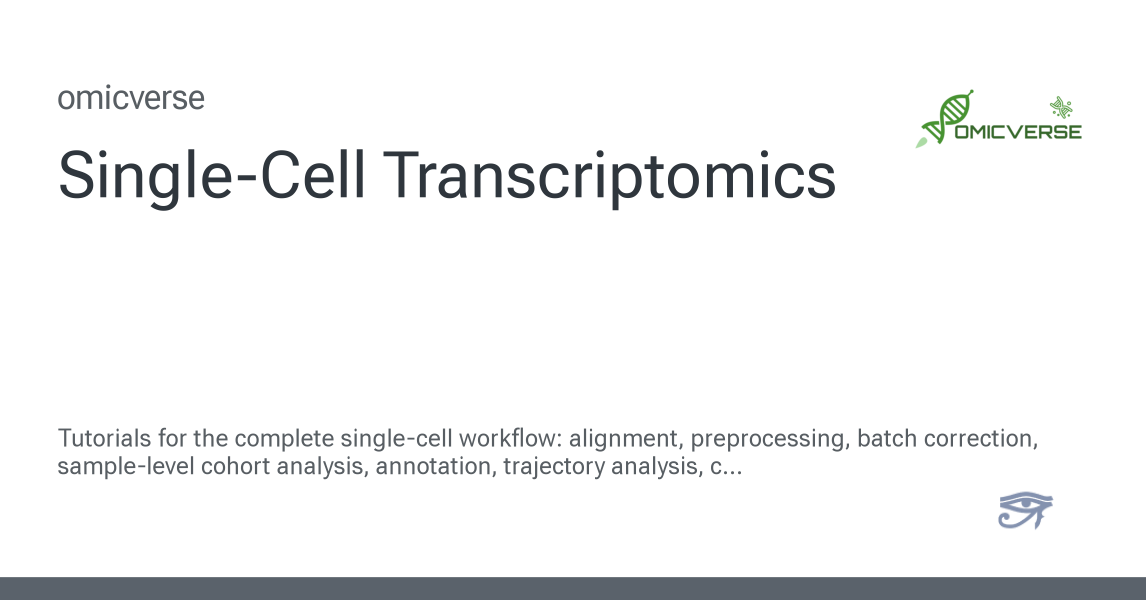 omicverse
OMICVERSE
Single-Cell Transcriptomics
Tutorials for the complete single-cell workflow: alignment, preprocessing, batch correction,
sample-level cohort analysis, annotation, trajectory analysis, c...